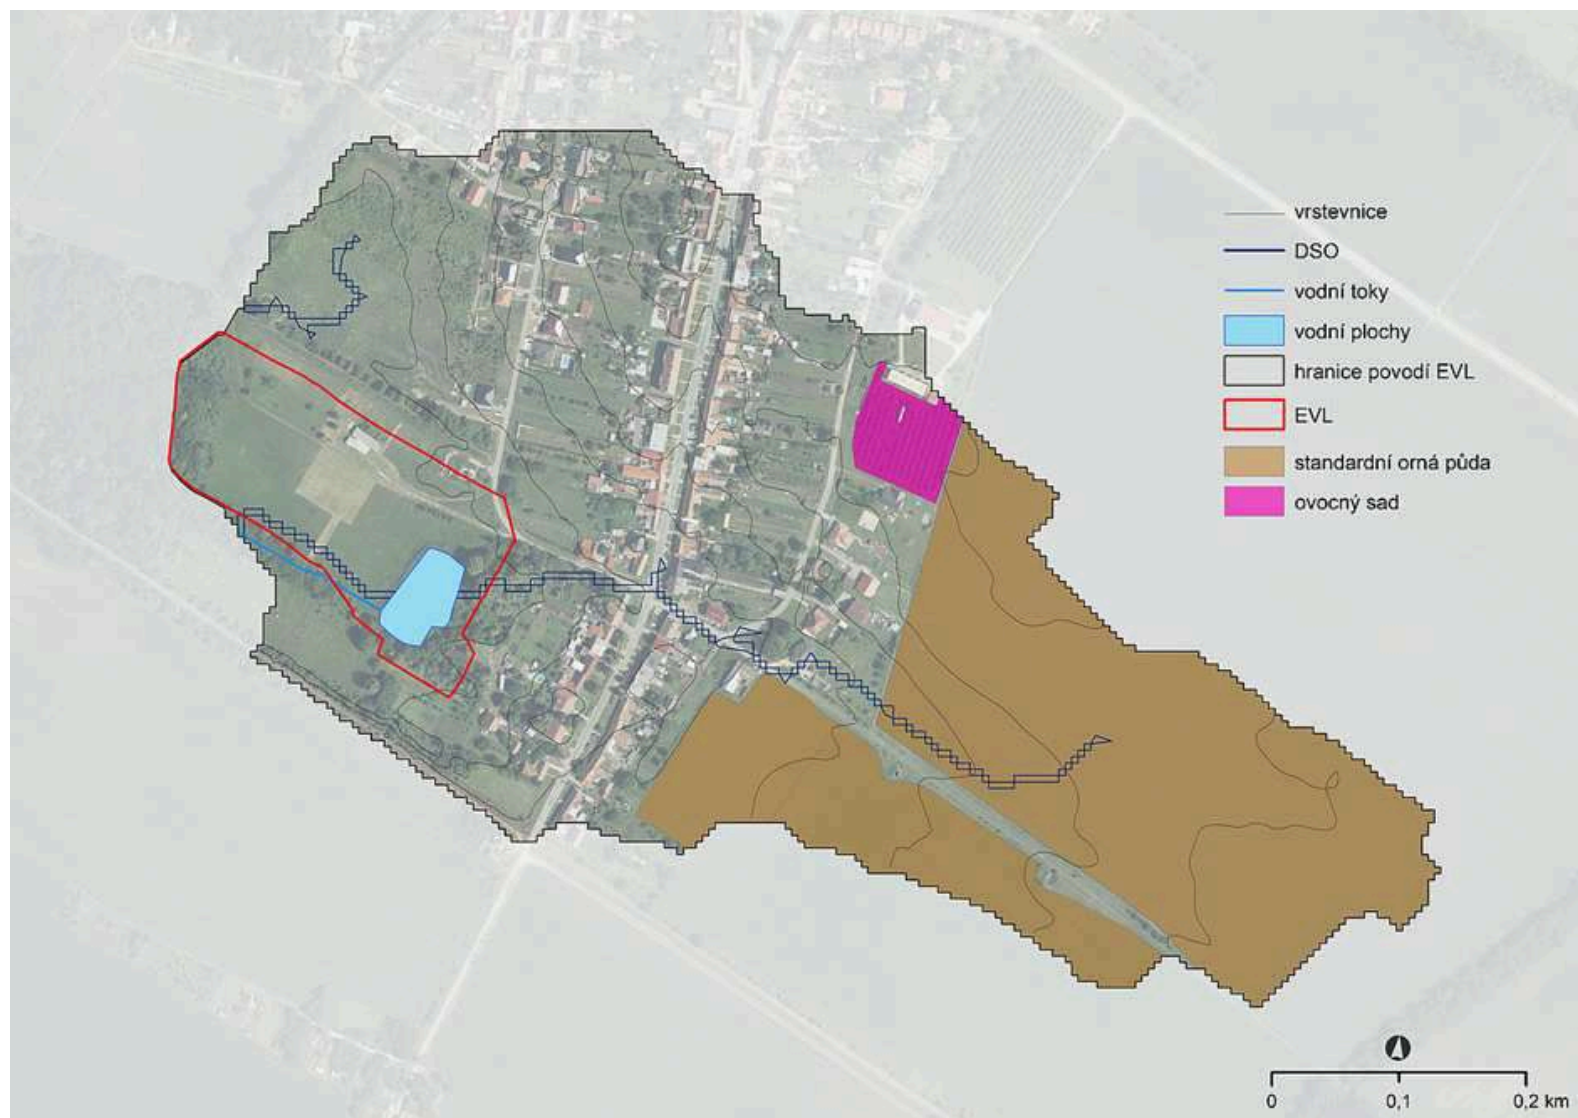 vrstevnice
DSO
vodní toky
vodní plochy
hranice povodí EVL
EVL
standardní orná půda
ovocný sad
0 0,1 0,2 km